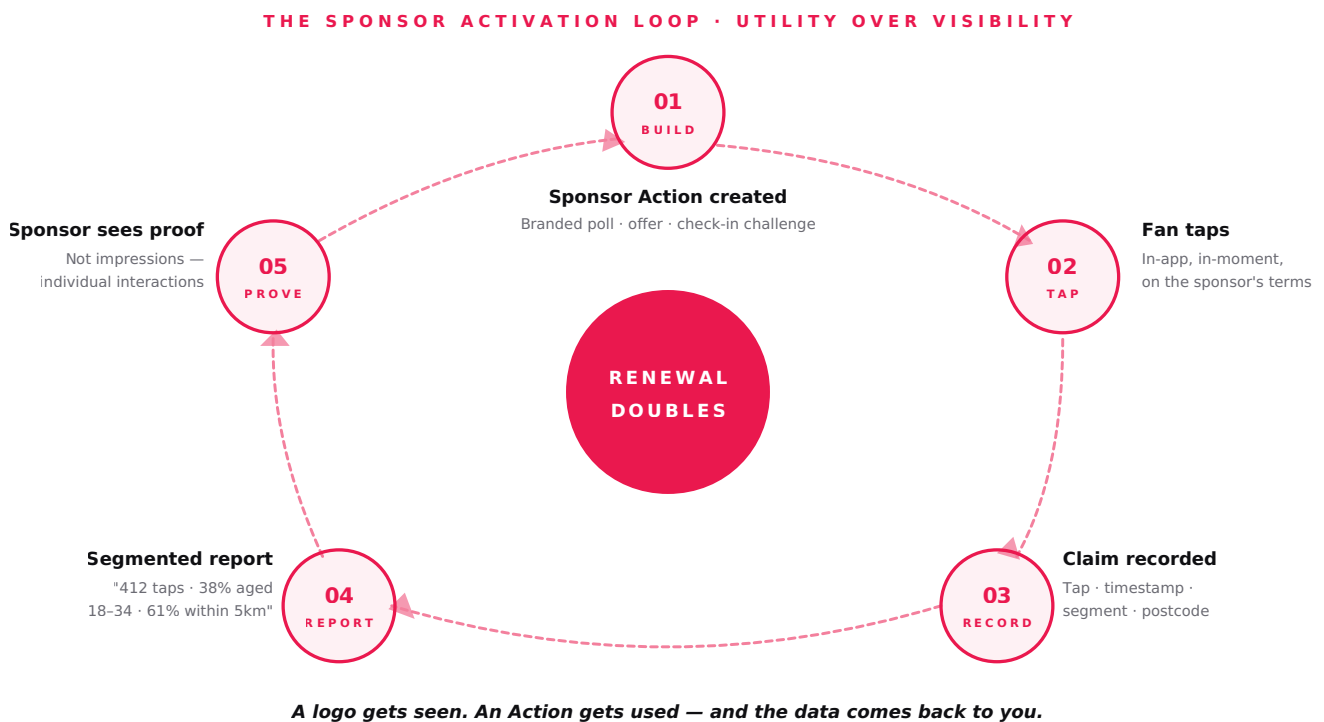 THE SPONSOR ACTIVATION LOOP · UTILITY OVER VISIBILITY
01
BUILD
Sponsor Action created
Branded poll · offer · check-in challenge
02
TAP
Fan taps
In-app, in-moment,
on the sponsor's terms
03
RECORD
Claim recorded
Tap · timestamp ·
segment · postcode
04
REPORT
Segmented report
"412 taps · 38% aged
18–34 · 61% within 5km"
05
PROVE
Sponsor sees proof
Not impressions —
individual interactions
RENEWAL
DOUBLES
A logo gets seen. An Action gets used — and the data comes back to you.